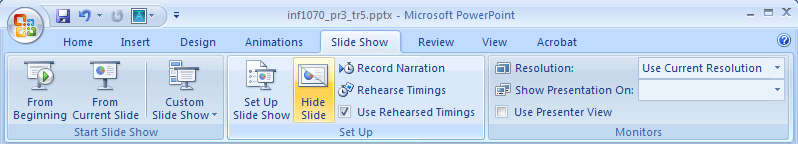 inf1070_pr3_tr5.pptx - Microsoft PowerPoint
Home Insert Design Animations Slide Show Review View Acrobat
From Beginning
From Current Slide
Custom Slide Show
Start Slide Show
Set Up Slide Show
Hide Slide
Record Narration
Rehearse Timings
Use Rehearsed Timings
Set Up
Resolution: Use Current Resolution
Show Presentation On:
Use Presenter View
Monitors